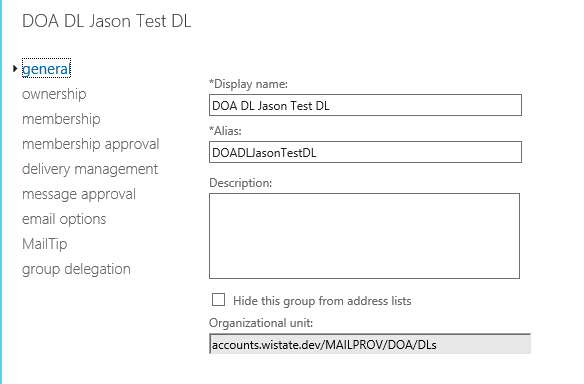 DOA DL Jason Test DL
general
ownership
membership
membership approval
delivery management
message approval
email options
MailTip
group delegation
*Display name:
DOA DL Jason Test DL
*Alias:
DOADLJasonTestDL
Description:
Hide this group from address lists
Organizational unit:
accounts.wistate.dev/MAILPROV/DOA/DLs